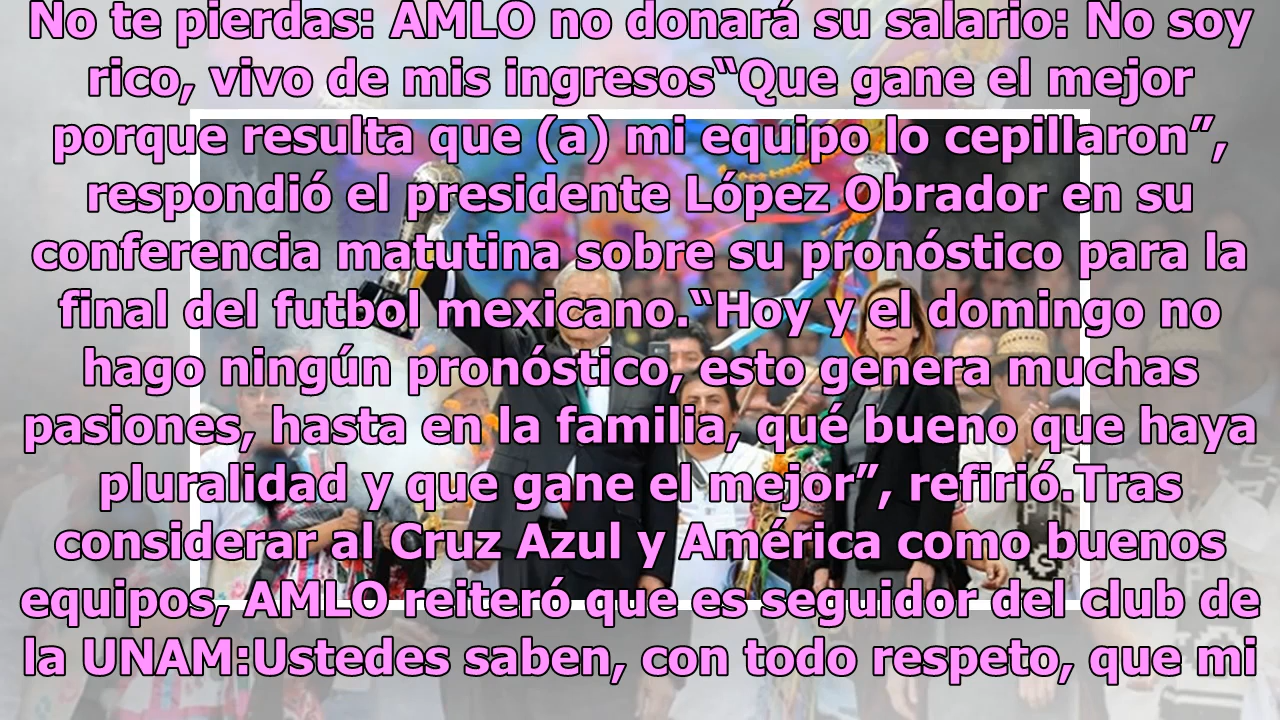 No te pierdas: AMLO no donará su salario: No soy
rico, vivo de mis ingresos“Que gane el mejor
porque resulta que (a) mi equipo lo cepillaron”,
respondió el presidente López Obrador en su
conferencia matutina sobre su pronóstico para la
final del futbol mexicano.“Hoy y el domingo no
hago ningún pronóstico, esto genera muchas
pasiones, hasta en la familia, qué bueno que haya
pluralidad y que gane el mejor”, refirió.Tras
considerar al Cruz Azul y América como buenos
equipos, AMLO reiteró que es seguidor del club de
la UNAM:Ustedes saben, con todo respeto, que mi